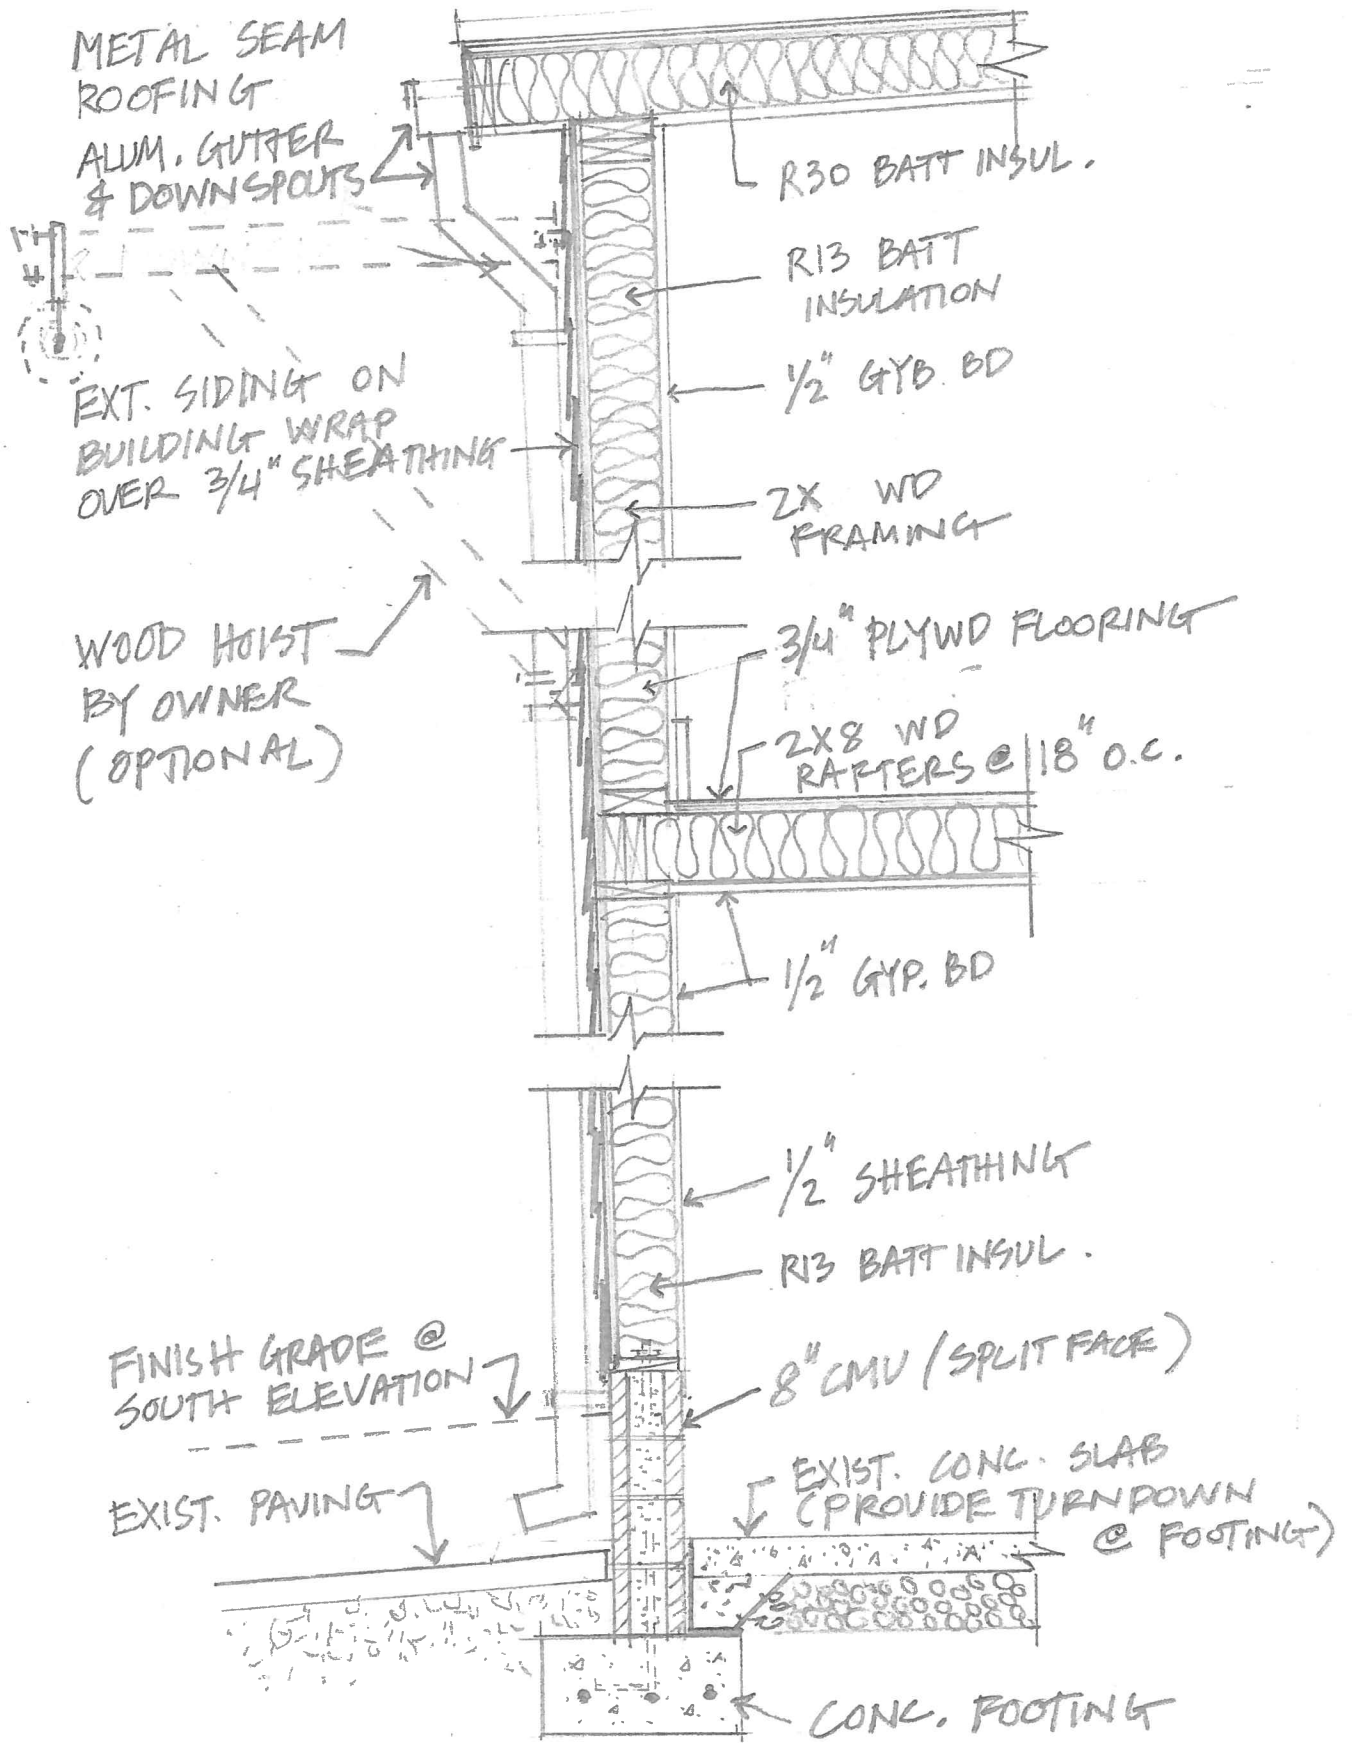 METAL SEAM
ROOFING
ALUM. GUTTER
& DOWNSPOUTS
R30 BATT INSUL.
R13 BATT
INSULATION
1/2" GYB. BD
EXT. SIDING ON
BUILDING WRAP
OVER 3/4" SHEATHING
2X WD
FRAMING
WOOD HOIST
BY OWNER
(OPTIONAL)
3/4" PLYWD FLOORING
2X8 WD
RAFTERS @ 18" O.C.
1/2" GYP. BD
1/2" SHEATHING
R13 BATT INSUL.
FINISH GRADE @
SOUTH ELEVATION
8" CMU (SPLIT FACE)
EXIST. PAVING
EXIST. CONC. SLAB
(PROVIDE TURNDOWN
@ FOOTING)
CONC. FOOTING